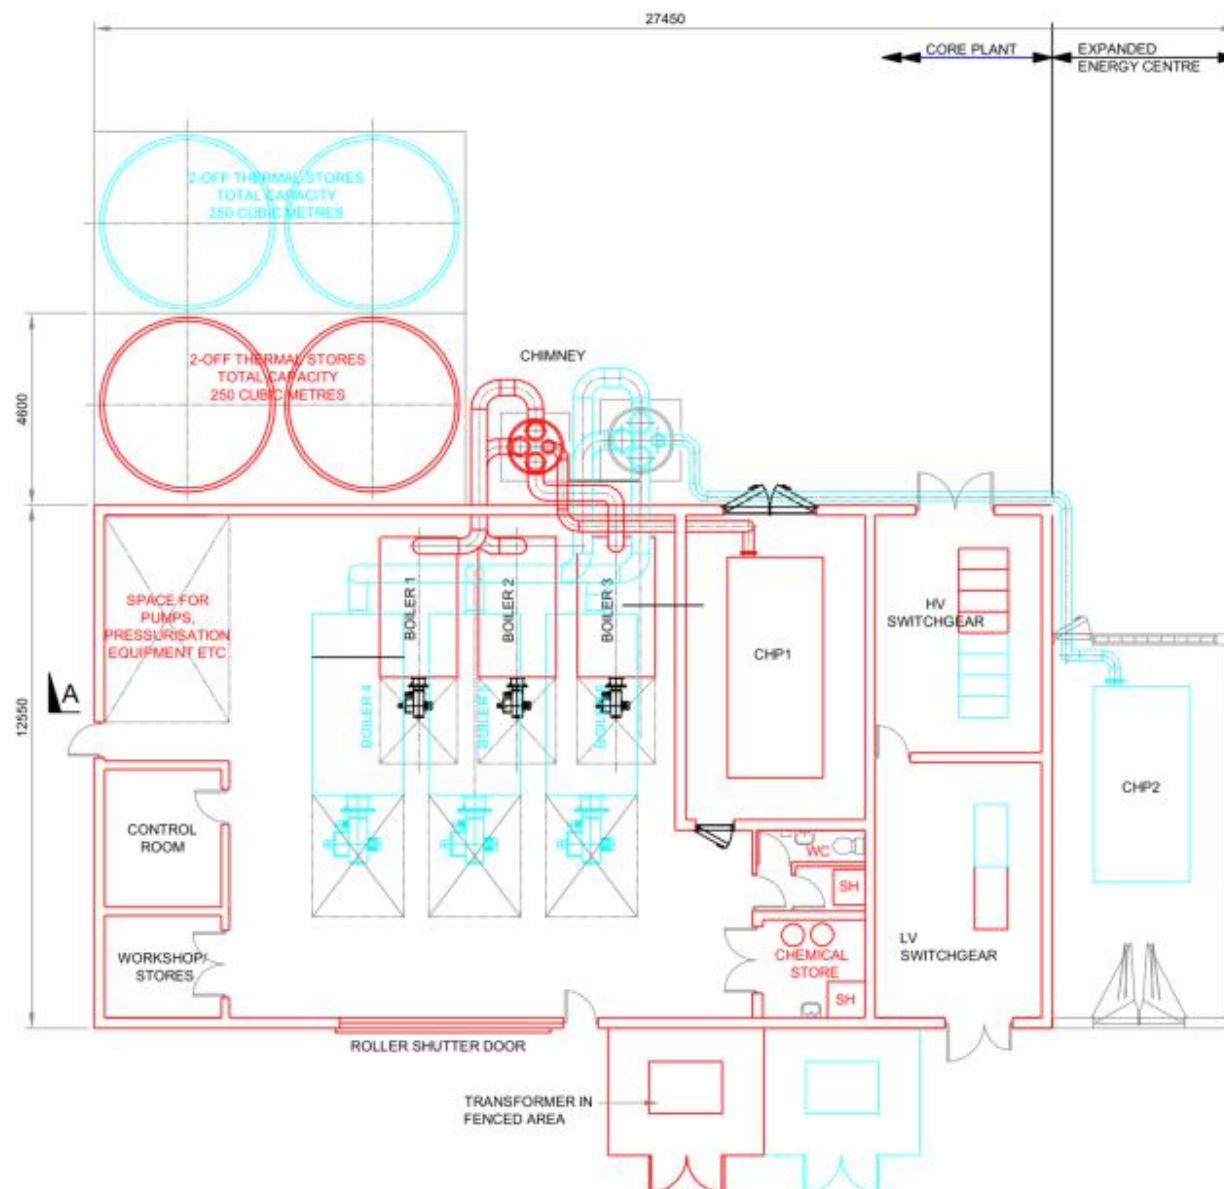 27450
CORE PLANT
EXPANDED
ENERGY CENTRE
2-OFF THERMAL STORES
TOTAL CAPACITY
250 CUBIC METRES
CHIMNEY
2-OFF THERMAL STORES
TOTAL CAPACITY
250 CUBIC METRES
4600
12550
SPACE FOR
PUMPS,
PRESSURISATION
EQUIPMENT ETC
BOILER 1
BOILER 2
BOILER 3
HV
SWITCHGEAR
CHP1
A
BOILER 4
BOILER
BOILER
CHP2
CONTROL
ROOM
WC
SH
WORKSHOP/
STORES
CHEMICAL
STORE
SH
LV
SWITCHGEAR
ROLLER SHUTTER DOOR
TRANSFORMER IN
FENCED AREA